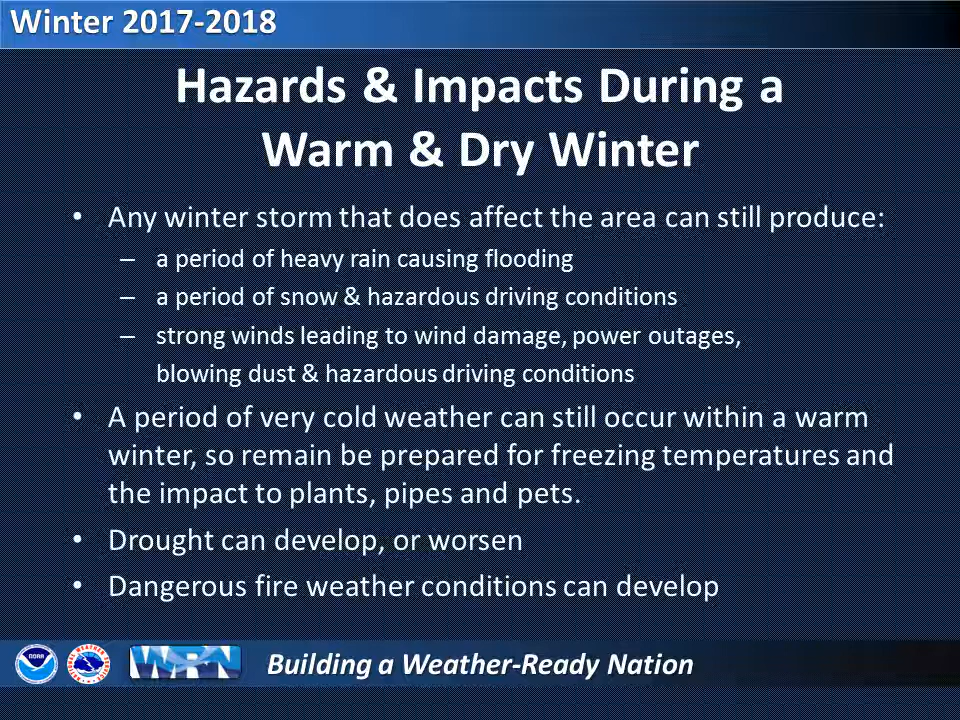 Winter 2017-2018
Hazards & Impacts During a
Warm & Dry Winter
• Any winter storm that does affect the area can still produce:
– a period of heavy rain causing flooding
– a period of snow & hazardous driving conditions
– strong winds leading to wind damage, power outages,
blowing dust & hazardous driving conditions
• A period of very cold weather can still occur within a warm
winter, so remain be prepared for freezing temperatures and
the impact to plants, pipes and pets.
• Drought can develop, or worsen
• Dangerous fire weather conditions can develop
NOAA
WRN
Building a Weather-Ready Nation